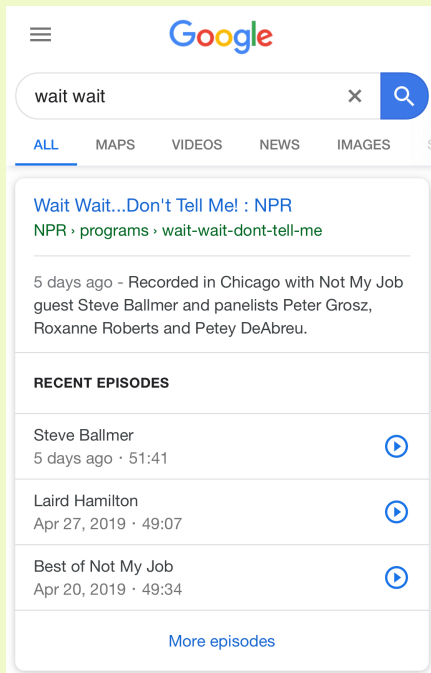 Google
wait wait
ALL MAPS VIDEOS NEWS IMAGES
Wait Wait...Don't Tell Me! : NPR
NPR › programs › wait-wait-dont-tell-me
5 days ago - Recorded in Chicago with Not My Job
guest Steve Ballmer and panelists Peter Grosz,
Roxanne Roberts and Petey DeAbreu.
RECENT EPISODES
Steve Ballmer
5 days ago · 51:41
Laird Hamilton
Apr 27, 2019 · 49:07
Best of Not My Job
Apr 20, 2019 · 49:34
More episodes